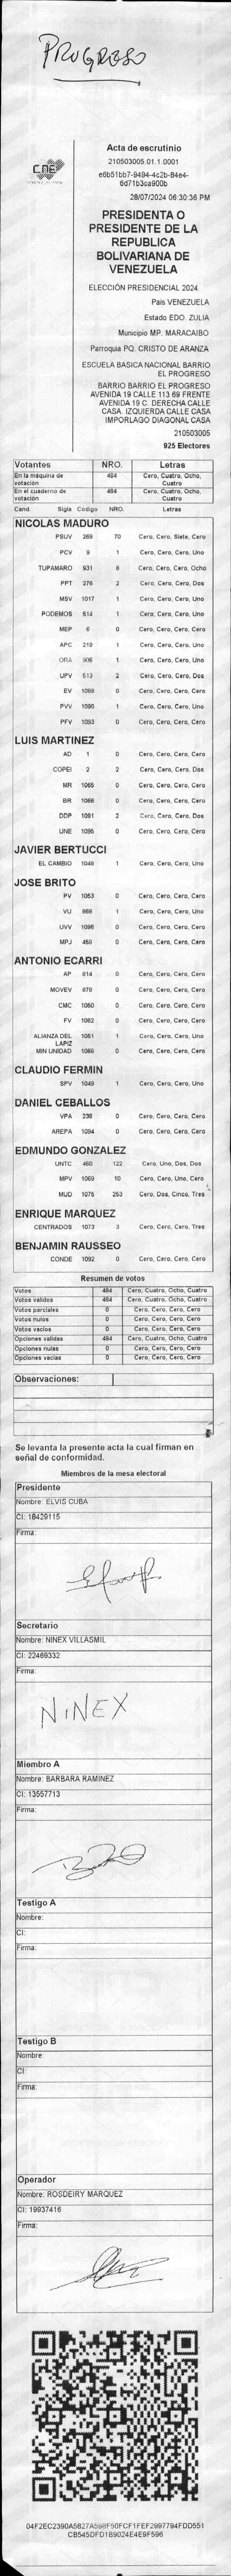 PROGRESO
CNE
Acta de escrutinio
210503005.01.1.0001
e6b51bb7-9494-4c2b-84e4-
6d71b3ca900b
28/07/2024 06:30:36 PM
PRESIDENTA O
PRESIDENTE DE LA
REPUBLICA
BOLIVARIANA DE
VENEZUELA
ELECCIÓN PRESIDENCIAL 2024
País VENEZUELA
Estado EDO. ZULIA
Municipio MP. MARACAIBO
Parroquia PQ. CRISTO DE ARANZA
ESCUELA BASICA NACIONAL BARRIO
EL PROGRESO
BARRIO BARRIO EL PROGRESO
AVENIDA 19 CALLE 113 69 FRENTE
AVENIDA 19 C. DERECHA CALLE
CASA. IZQUIERDA CALLE CASA
IMPORLAGO DIAGONAL CASA
210503005
925 Electores
Votantes NRO. Letras
En la máquina de votación 484 Cero, Cuatro, Ocho, Cuatro
En el cuaderno de votación 484 Cero, Cuatro, Ocho, Cuatro
Cand. Sigla Código NRO. Letras
NICOLAS MADURO
PSUV 268 70 Cero, Cero, Siete, Cero
PCV 9 1 Cero, Cero, Cero, Uno
TUPAMARO 931 8 Cero, Cero, Cero, Ocho
PPT 276 2 Cero, Cero, Cero, Dos
MSV 1017 1 Cero, Cero, Cero, Uno
PODEMOS 514 1 Cero, Cero, Cero, Uno
MEP 6 0 Cero, Cero, Cero, Cero
APC 219 1 Cero, Cero, Cero, Uno
ORA 906 1 Cero, Cero, Cero, Uno
UPV 513 2 Cero, Cero, Cero, Dos
EV 1089 0 Cero, Cero, Cero, Cero
PVV 1090 1 Cero, Cero, Cero, Uno
PFV 1093 0 Cero, Cero, Cero, Cero
LUIS MARTINEZ
AD 1 0 Cero, Cero, Cero, Cero
COPEI 2 2 Cero, Cero, Cero, Dos
MR 1065 0 Cero, Cero, Cero, Cero
BR 1066 0 Cero, Cero, Cero, Cero
DDP 1091 2 Cero, Cero, Cero, Dos
UNE 1095 0 Cero, Cero, Cero, Cero
JAVIER BERTUCCI
EL CAMBIO 1048 1 Cero, Cero, Cero, Uno
JOSE BRITO
PV 1053 0 Cero, Cero, Cero, Cero
VU 868 1 Cero, Cero, Cero, Uno
UVV 1096 0 Cero, Cero, Cero, Cero
MPJ 450 0 Cero, Cero, Cero, Cero
ANTONIO ECARRI
AP 814 0 Cero, Cero, Cero, Cero
MOVEV 878 0 Cero, Cero, Cero, Cero
CMC 1050 0 Cero, Cero, Cero, Cero
FV 1062 0 Cero, Cero, Cero, Cero
ALIANZA DEL LAPIZ 1051 1 Cero, Cero, Cero, Uno
MIN UNIDAD 1068 0 Cero, Cero, Cero, Cero
CLAUDIO FERMIN
SPV 1049 1 Cero, Cero, Cero, Uno
DANIEL CEBALLOS
VPA 236 0 Cero, Cero, Cero, Cero
AREPA 1094 0 Cero, Cero, Cero, Cero
EDMUNDO GONZALEZ
UNTC 460 122 Cero, Uno, Dos, Dos
MPV 1069 10 Cero, Cero, Uno, Cero
MUD 1075 253 Cero, Dos, Cinco, Tres
ENRIQUE MARQUEZ
CENTRADOS 1073 3 Cero, Cero, Cero, Tres
BENJAMIN RAUSSEO
CONDE 1092 0 Cero, Cero, Cero, Cero
Resumen de votos
Votos 484 Cero, Cuatro, Ocho, Cuatro
Votos validos 484 Cero, Cuatro, Ocho, Cuatro
Votos parciales 0 Cero, Cero, Cero, Cero
Votos nulos 0 Cero, Cero, Cero, Cero
Votos vacios 0 Cero, Cero, Cero, Cero
Opciones validas 484 Cero, Cuatro, Ocho, Cuatro
Opciones nulas 0 Cero, Cero, Cero, Cero
Opciones vacias 0 Cero, Cero, Cero, Cero
Observaciones:
Se levanta la presente acta la cual firman en
señal de conformidad.
Miembros de la mesa electoral
Presidente
Nombre: ELVIS CUBA
CI: 18429115
Firma:
Secretario
Nombre: NINEX VILLASMIL
CI: 22469332
Firma:
NINEX
Miembro A
Nombre: BARBARA RAMINEZ
CI: 13557713
Firma:
Testigo A
Nombre:
CI:
Firma:
Testigo B
Nombre:
CI:
Firma:
Operador
Nombre: ROSDEIRY MARQUEZ
CI: 19937416
Firma:
04F2EC2390A5827A598F50FCF1FEF2997794FDD551
CB545DFD1B9024E4E9F596